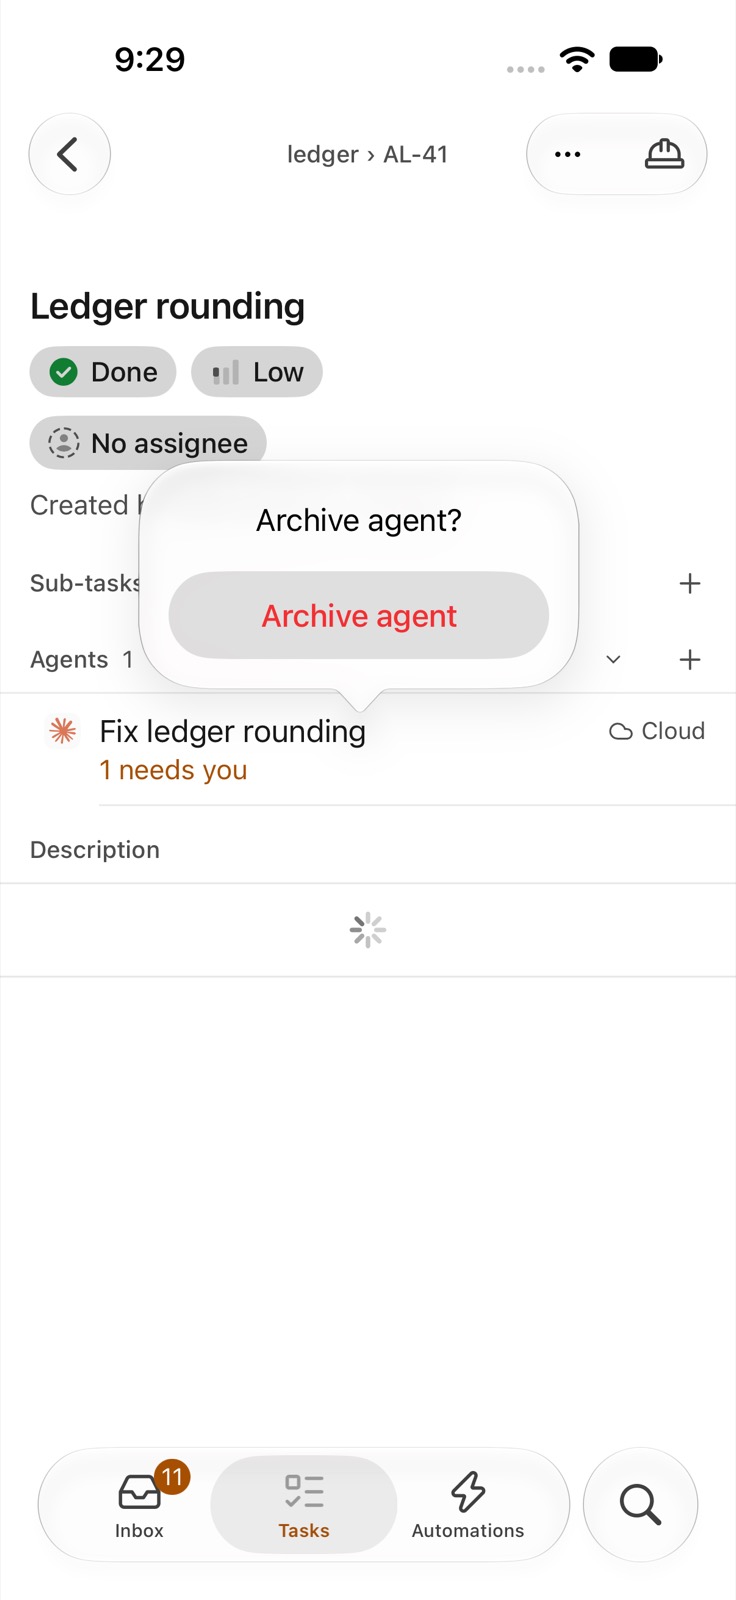 9:29
ledger › AL-41
Ledger rounding
Done
Low
No assignee
Created
Archive agent?
Archive agent
Sub-tasks
Agents 1
Fix ledger rounding
Cloud
1 needs you
Description
11
Inbox
Tasks
Automations